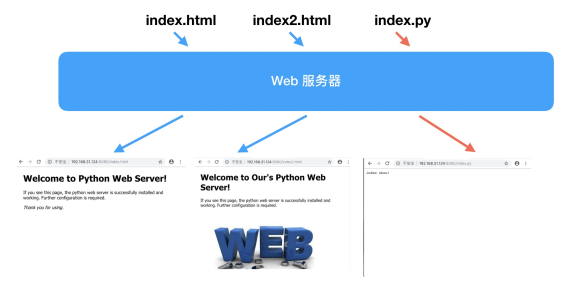 index.html
index2.html
index.py
Web 服务器
不安全 | 192.168.31.124:8080/index.html
Welcome to Python Web Server!
If you see this page, the python web server is successfully installed and
working. Further configuration is required.
Thank you for using.
不安全 | 192.168.31.124:8080/index2.html
Welcome to Our's Python Web
Server!
If you see this page, the python web server is successfully installed and
working. Further configuration is required.
WEB
不安全 | 192.168.31.124:8080/index.py